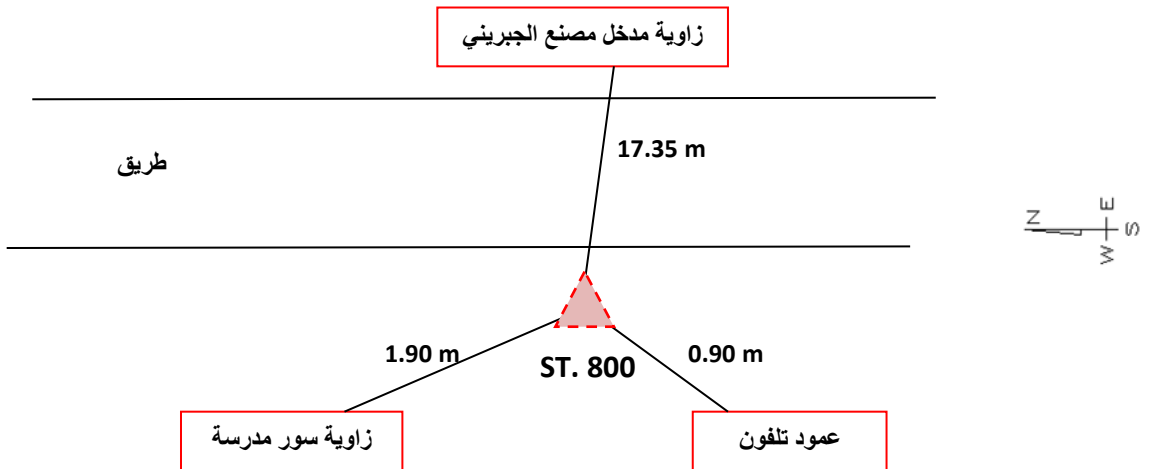 زاوية مدخل مصنع الجبريني
17.35 m
طريق
N E S W
1.90 m
0.90 m
ST. 800
زاوية سور مدرسة
عمود تلفون